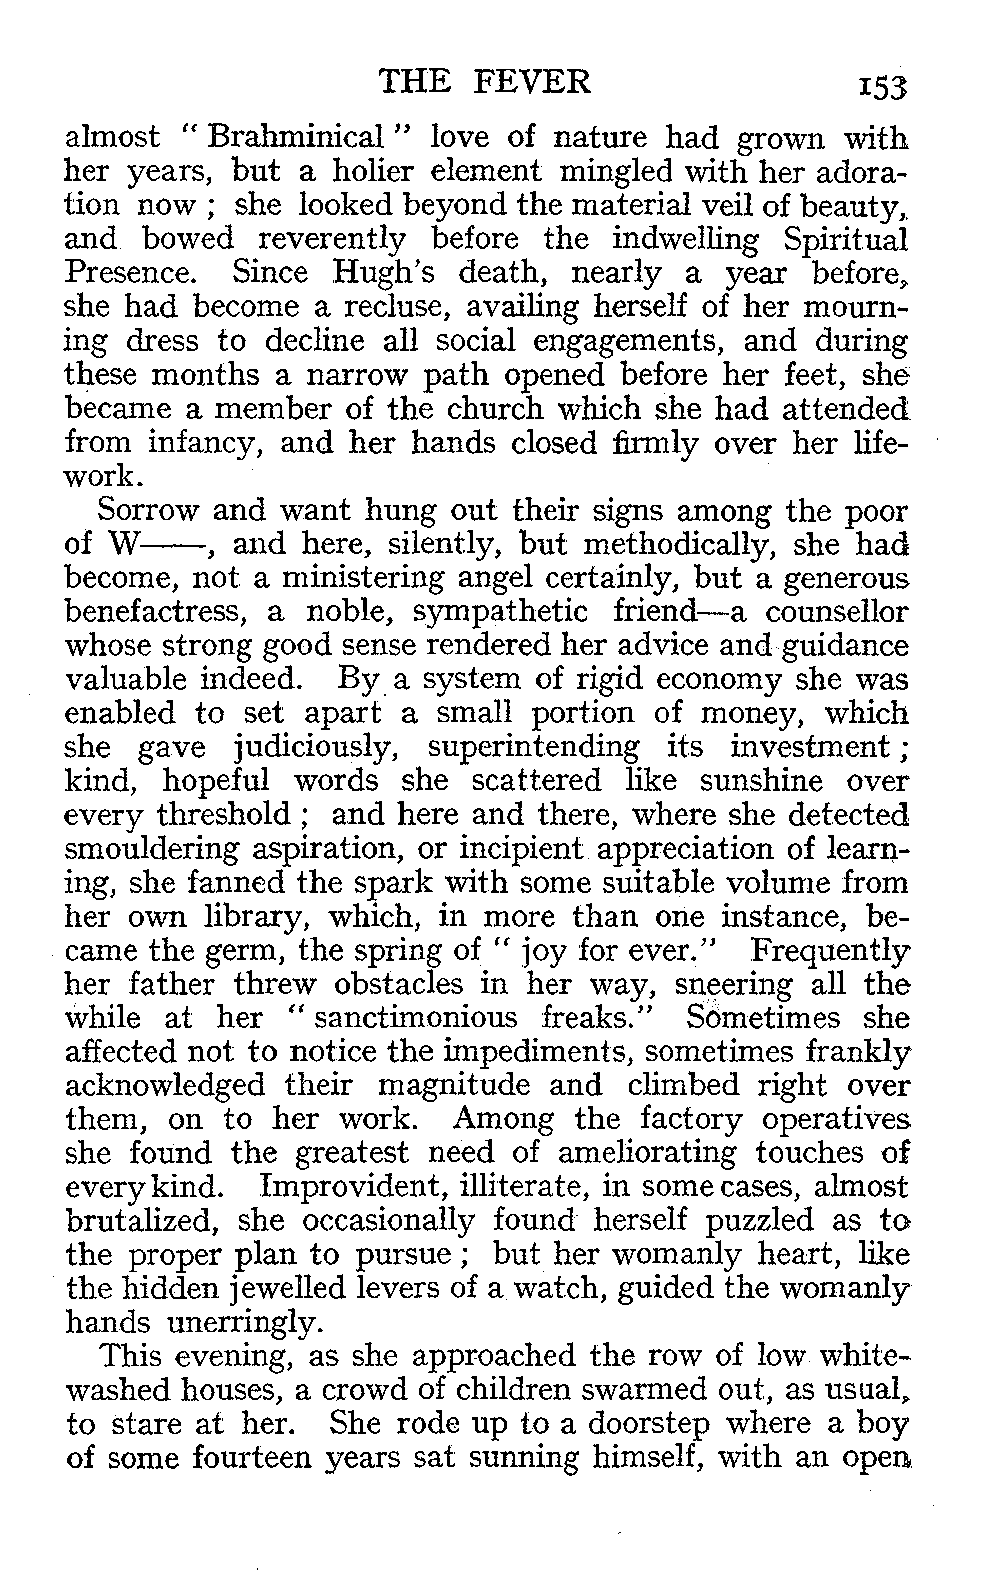 THE FEVER 153
almost “ Brahminical ” love of nature had grown with
her years, but a holier element mingled with her adora-
tion now ; she looked beyond the material veil of beauty,
and bowed reverently before the indwelling Spiritual
Presence. Since Hugh's death, nearly a year before,
she had become a recluse, availing herself of her mourn-
ing dress to decline all social engagements, and during
these months a narrow path opened before her feet, she
became a member of the church which she had attended
from infancy, and her hands closed firmly over her life-
work.
Sorrow and want hung out their signs among the poor
of W——, and here, silently, but methodically, she had
become, not a ministering angel certainly, but a generous
benefactress, a noble, sympathetic friend—a counsellor
whose strong good sense rendered her advice and guidance
valuable indeed. By a system of rigid economy she was
enabled to set apart a small portion of money, which
she gave judiciously, superintending its investment ;
kind, hopeful words she scattered like sunshine over
every threshold ; and here and there, where she detected
smouldering aspiration, or incipient appreciation of learn-
ing, she fanned the spark with some suitable volume from
her own library, which, in more than one instance, be-
came the germ, the spring of “ joy for ever.” Frequently
her father threw obstacles in her way, sneering all the
while at her “ sanctimonious freaks.” Sometimes she
affected not to notice the impediments, sometimes frankly
acknowledged their magnitude and climbed right over
them, on to her work. Among the factory operatives
she found the greatest need of ameliorating touches of
every kind. Improvident, illiterate, in some cases, almost
brutalized, she occasionally found herself puzzled as to
the proper plan to pursue ; but her womanly heart, like
the hidden jewelled levers of a watch, guided the womanly
hands unerringly.
This evening, as she approached the row of low white-
washed houses, a crowd of children swarmed out, as usual,
to stare at her. She rode up to a doorstep where a boy
of some fourteen years sat sunning himself, with an open